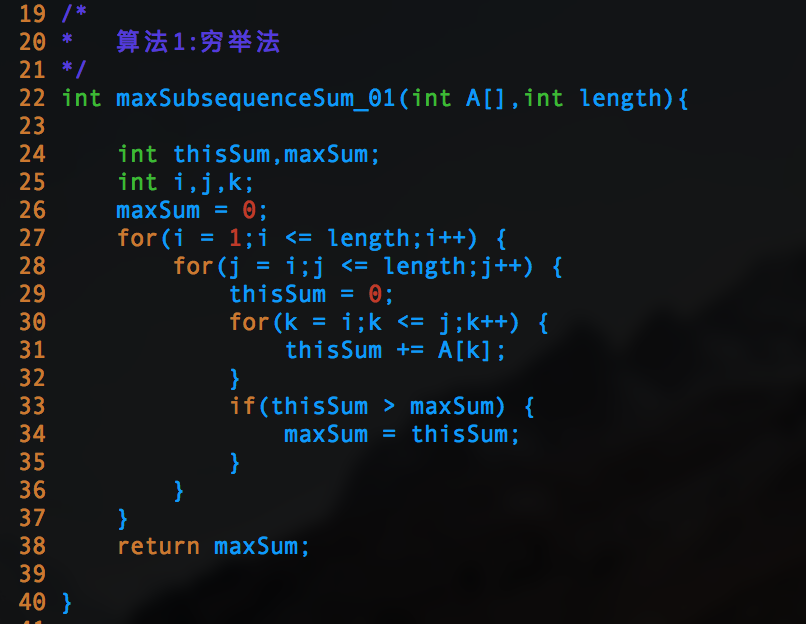 19 /*
20 *   算法1:穷举法
21 */
22 int maxSubsequenceSum_01(int A[],int length){
23
24     int thisSum,maxSum;
25     int i,j,k;
26     maxSum = 0;
27     for(i = 1;i <= length;i++) {
28         for(j = i;j <= length;j++) {
29             thisSum = 0;
30             for(k = i;k <= j;k++) {
31                 thisSum += A[k];
32             }
33             if(thisSum > maxSum) {
34                 maxSum = thisSum;
35             }
36         }
37     }
38     return maxSum;
39
40 }